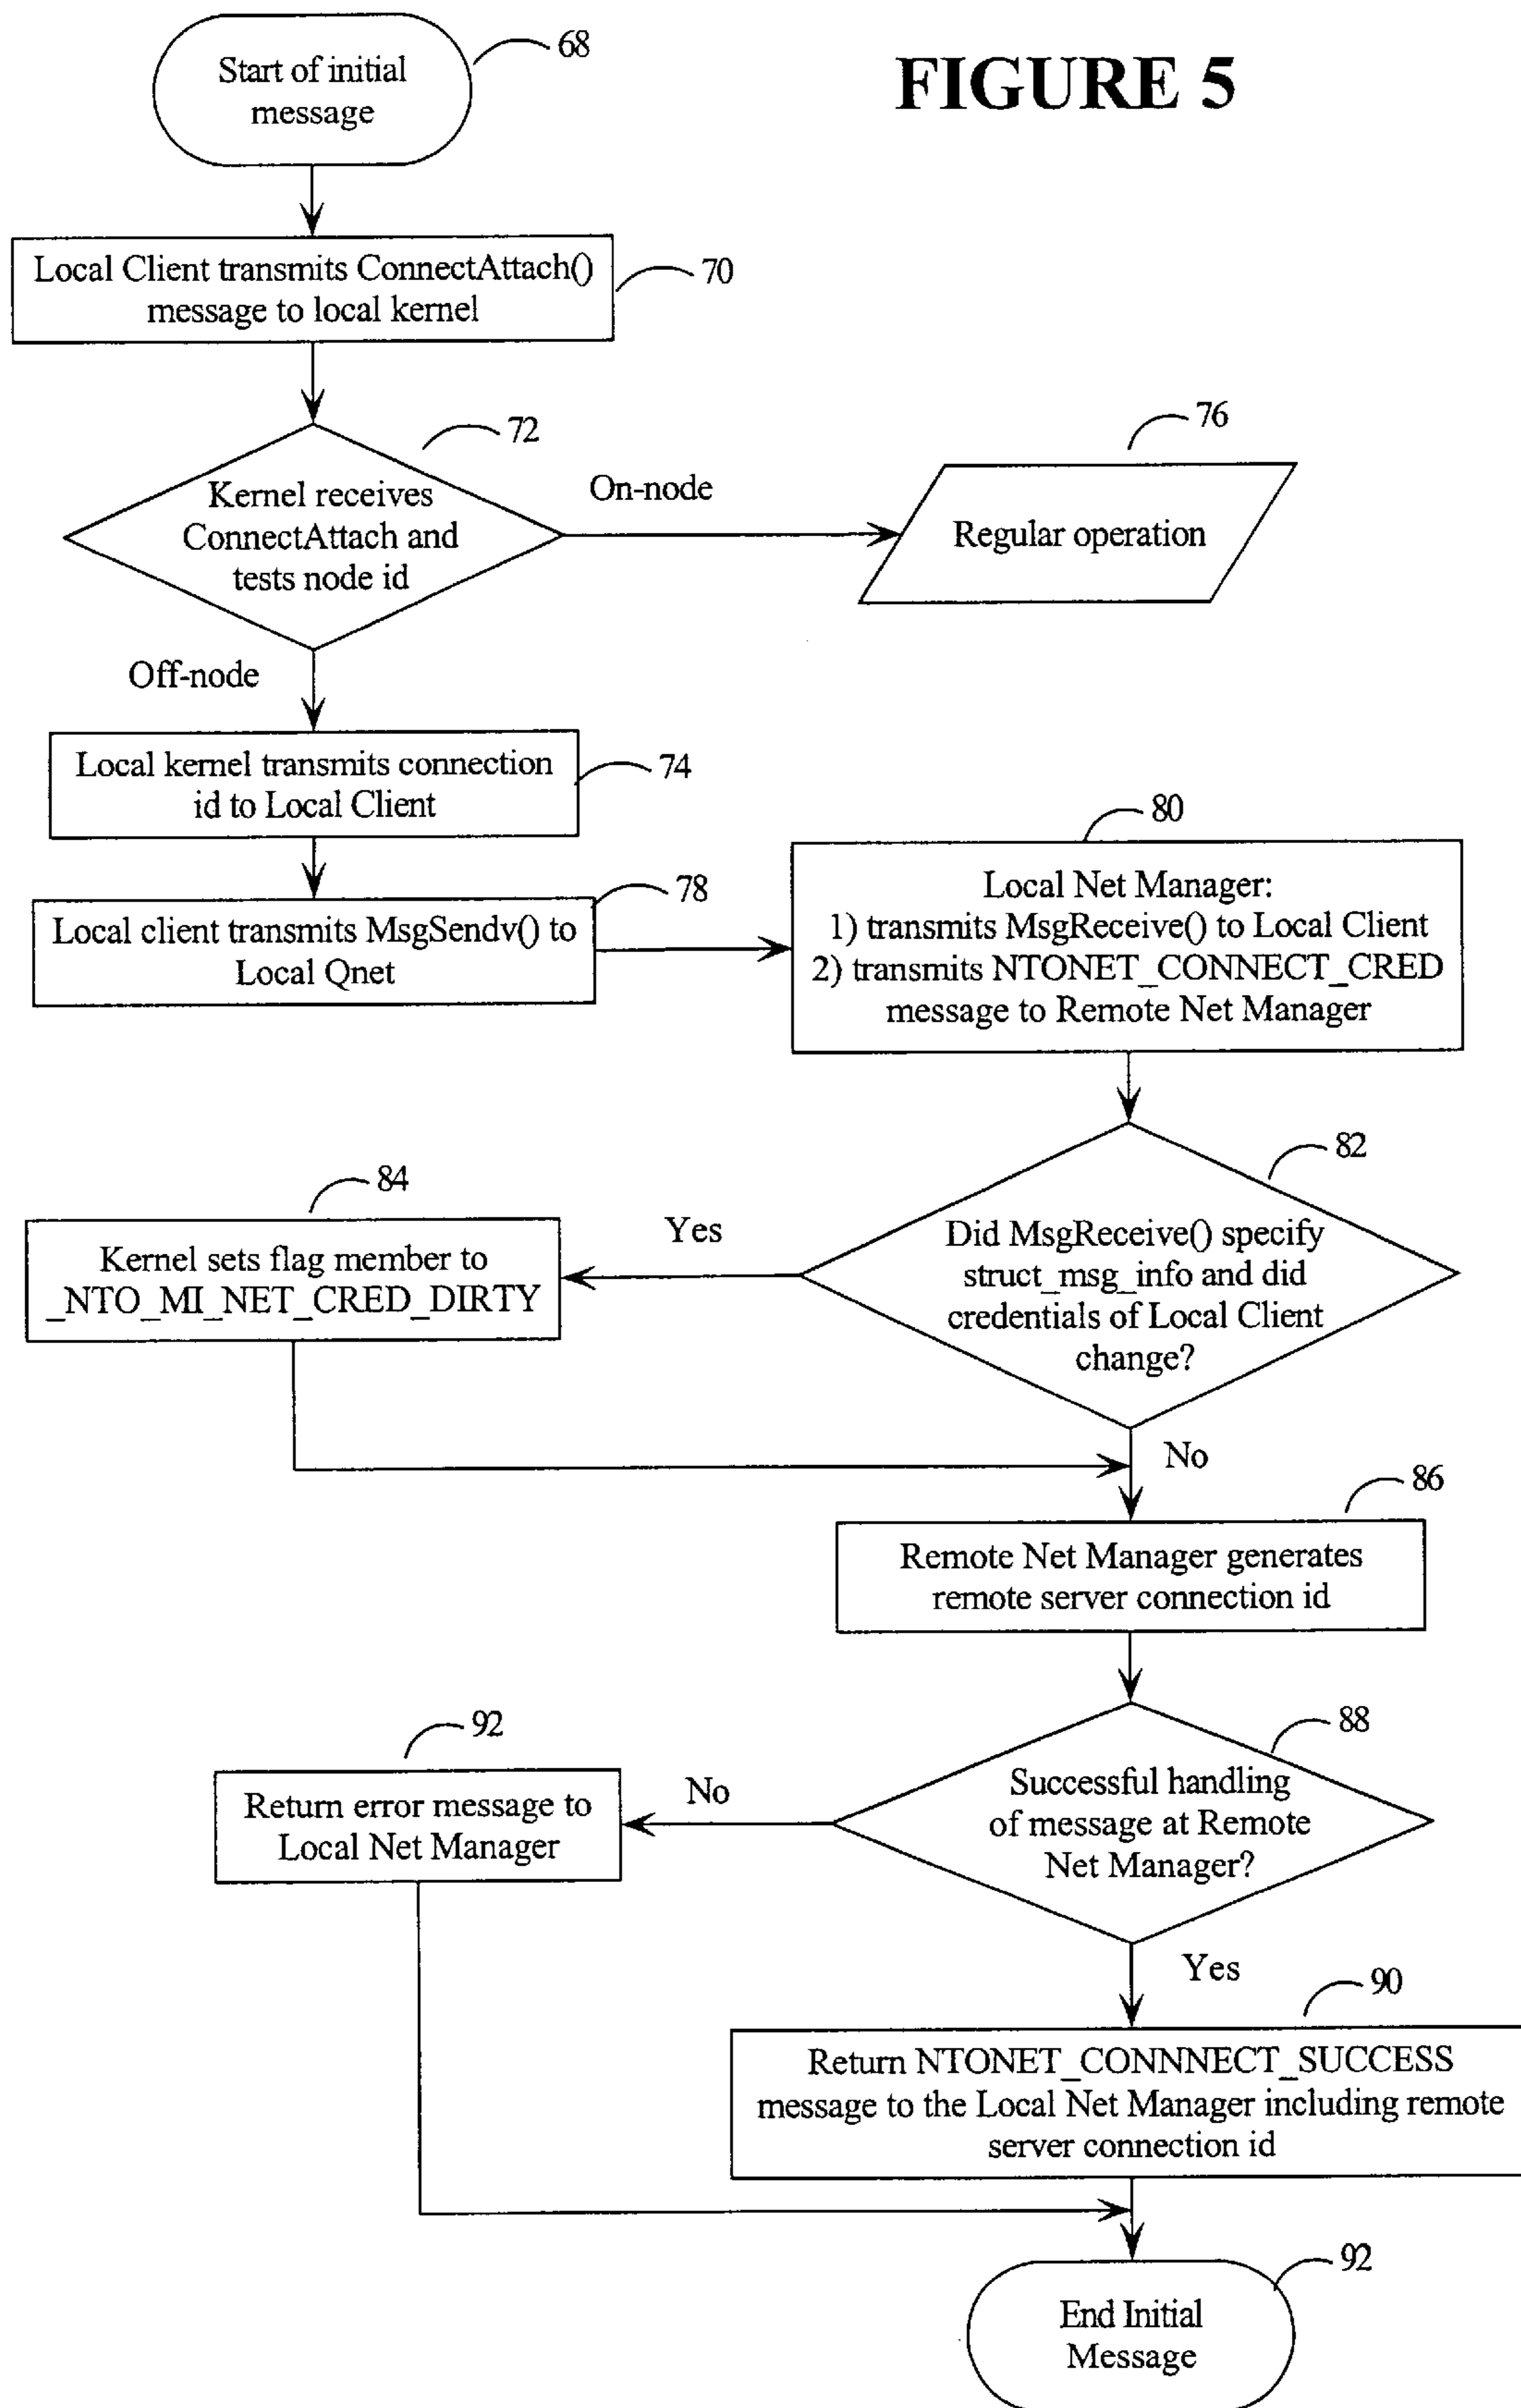 FIGURE 5
68
Start of initial
message
Local Client transmits ConnectAttach()
message to local kernel
70
72
Kernel receives
ConnectAttach and
tests node id
On-node
76
Regular operation
Off-node
Local kernel transmits connection
id to Local Client
74
78
Local client transmits MsgSendv() to
Local Qnet
80
Local Net Manager:
1) transmits MsgReceive() to Local Client
2) transmits NTONET_CONNECT_CRED
message to Remote Net Manager
82
Did MsgReceive() specify
struct_msg_info and did
credentials of Local Client
change?
Yes
84
Kernel sets flag member to
_NTO_MI_NET_CRED_DIRTY
No
86
Remote Net Manager generates
remote server connection id
88
Successful handling
of message at Remote
Net Manager?
No
92
Return error message to
Local Net Manager
Yes
90
Return NTONET_CONNNECT_SUCCESS
message to the Local Net Manager including remote
server connection id
92
End Initial
Message